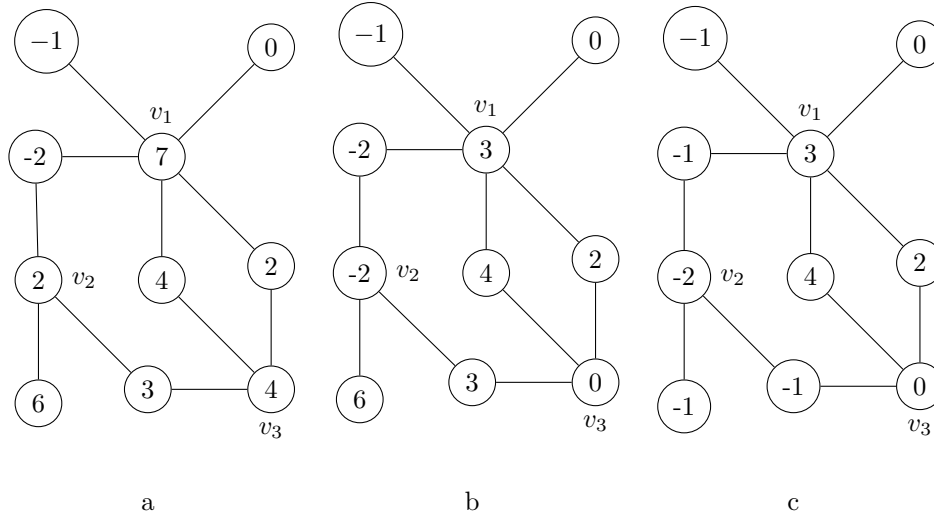 −1 0 −1 0 −1 0
v1 v1 v1
-2 7 -2 3 -1 3
2 v2 4 2 -2 v2 4 2 -2 v2 4 2
6 3 4 6 3 0 -1 -1 0
v3 v3 v3
a b c